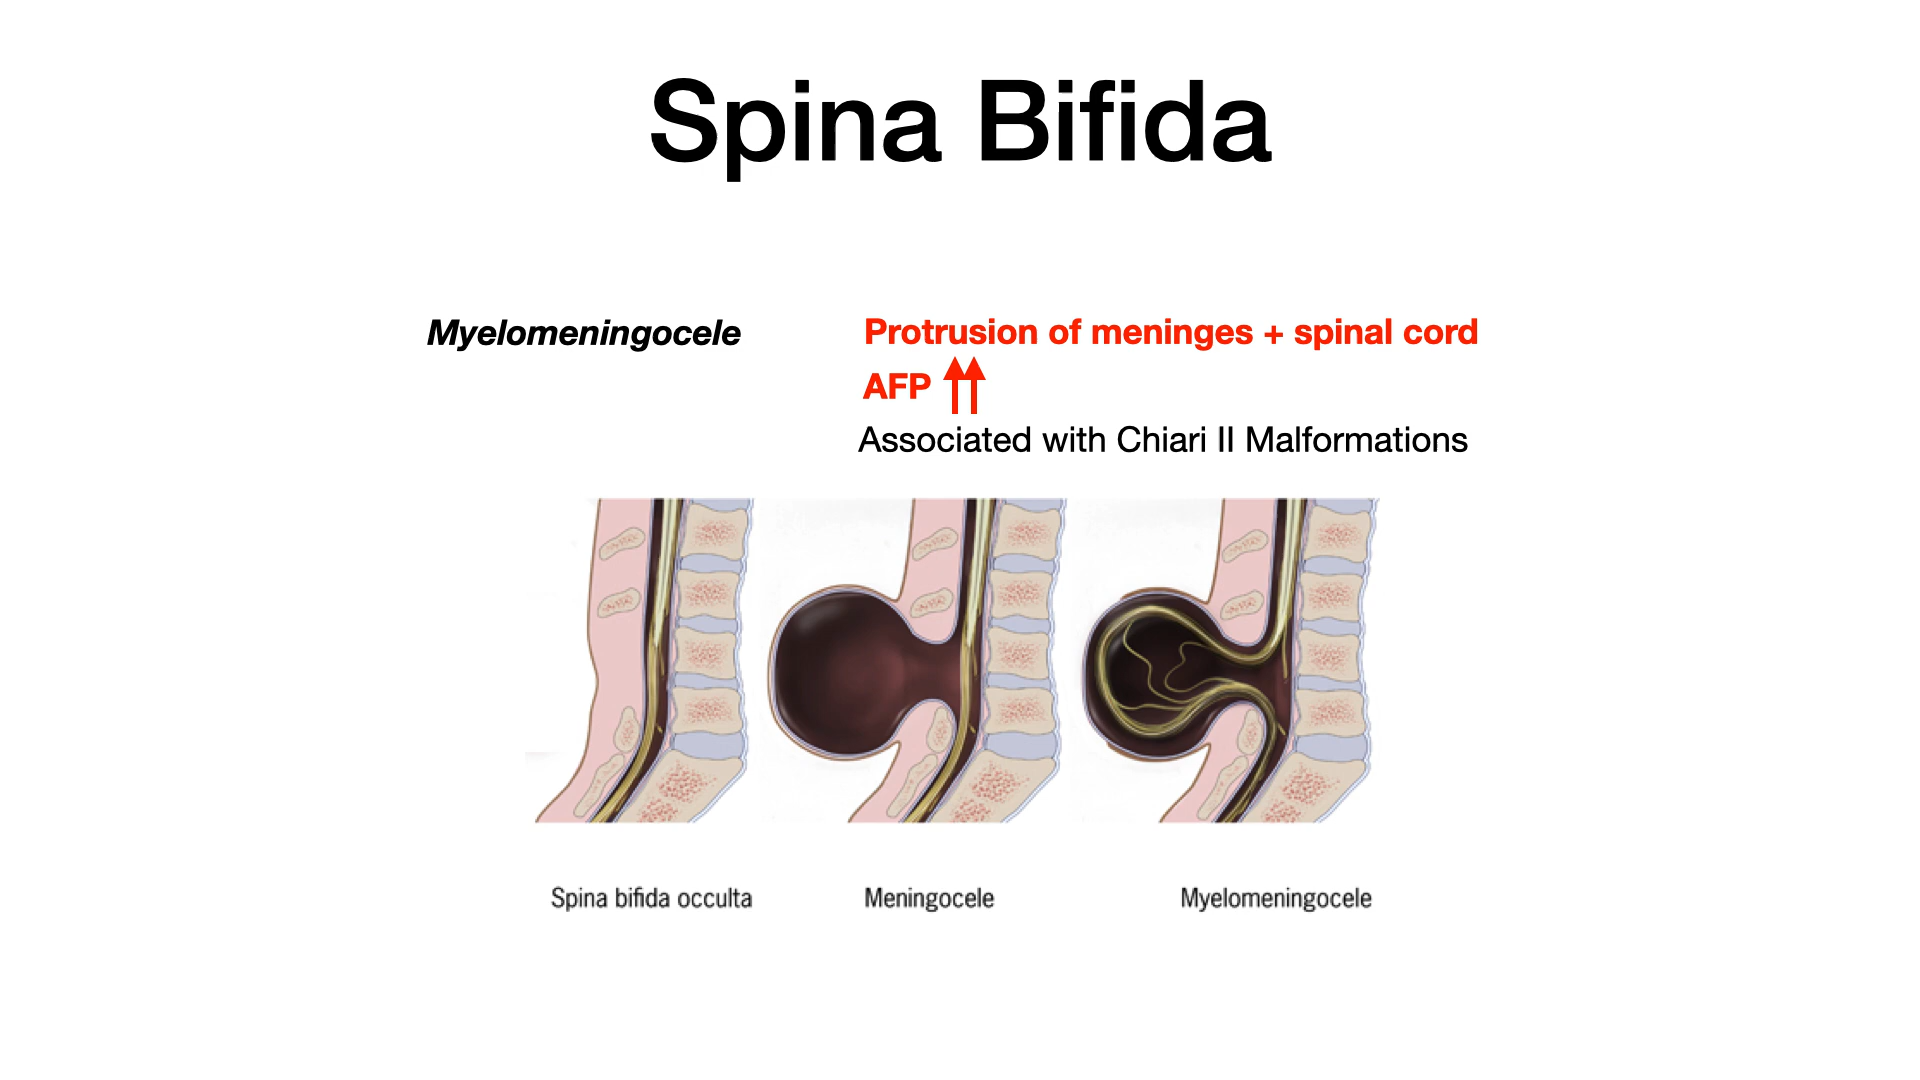 Spina Bifida
Myelomeningocele
Protrusion of meninges + spinal cord
AFP
Associated with Chiari II Malformations
Spina bifida occulta
Meningocele
Myelomeningocele